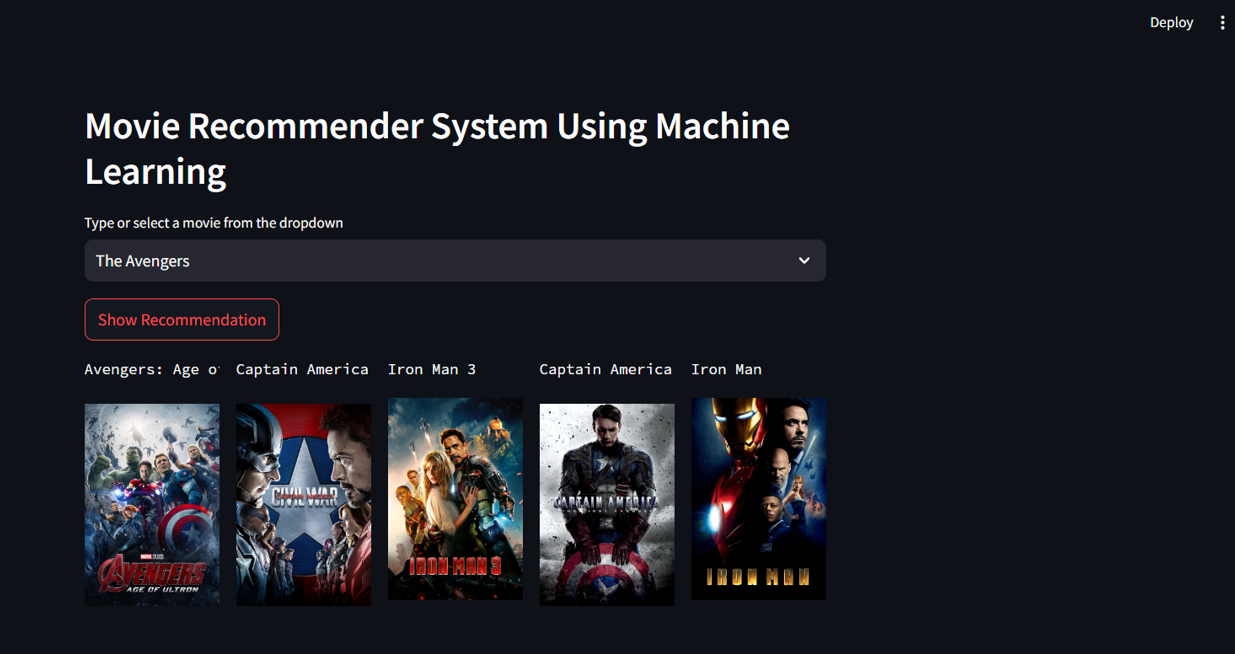 Deploy
Movie Recommender System Using Machine
Learning
Type or select a movie from the dropdown
The Avengers
Show Recommendation
Avengers: Age o
Captain America
Iron Man 3
Captain America
Iron Man
MARVEL STUDIOS
AVENGERS
AGE OF ULTRON
CIVIL WAR
IRON MAN 3
CAPTAIN AMERICA
IRON MAN